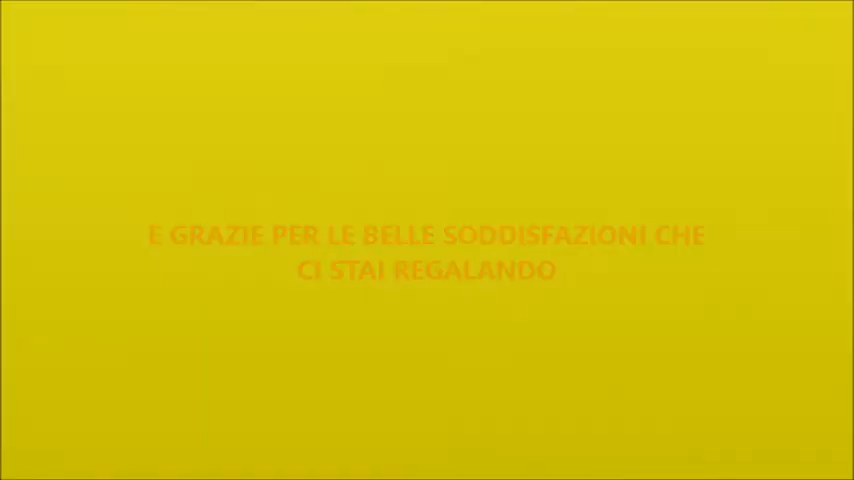 E GRAZIE PER LE BELLE SODDISFAZIONI CHE
CI STAI REGALANDO